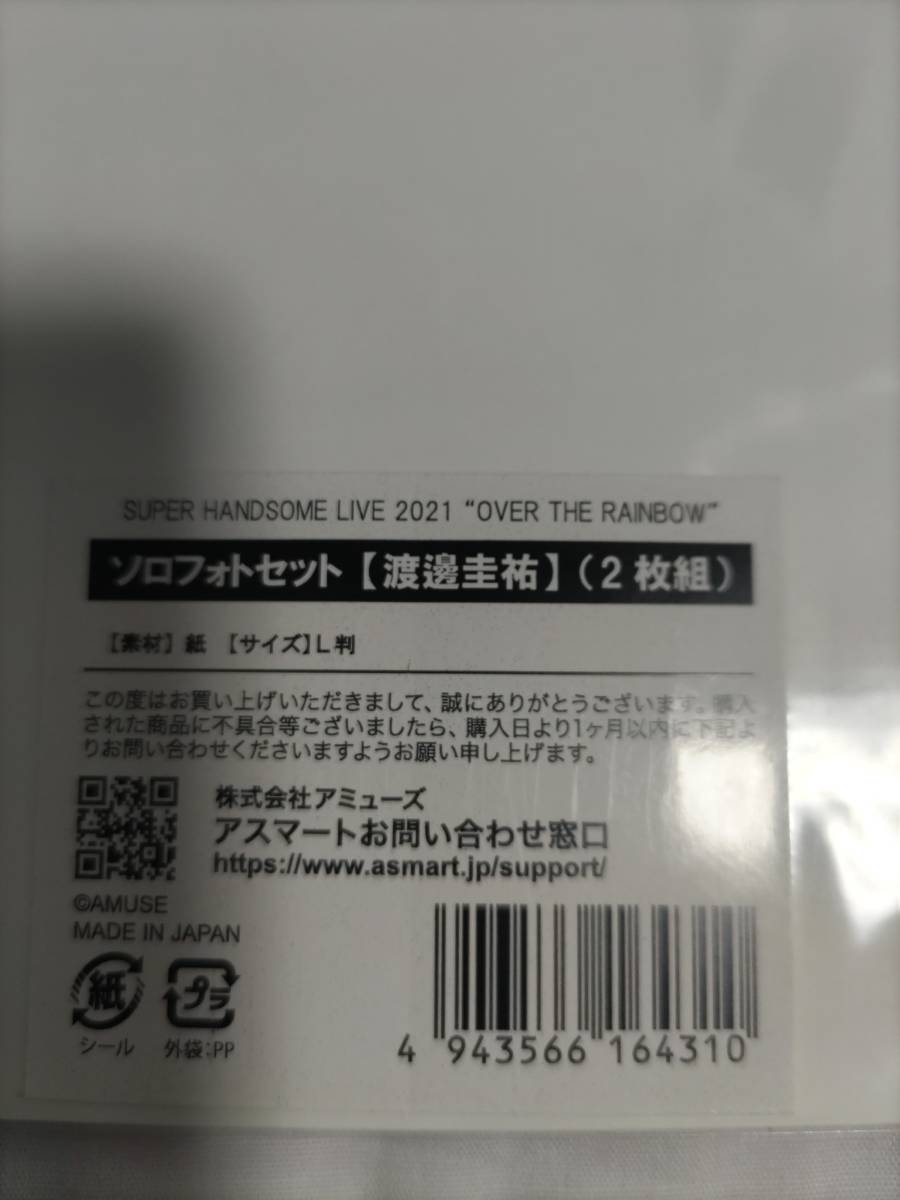 SUPER HANDSOME LIVE 2021 “OVER THE RAINBOW”
ソロフォトセット【渡邊圭祐】（2枚組）
【素材】紙 【サイズ】L判
この度はお買い上げいただきまして、誠にありがとうございます。購入
された商品に不具合等ございましたら、購入日より1ヶ月以内に下記よ
りお問い合わせくださいますようお願い申し上げます。
株式会社アミューズ
アスマートお問い合わせ窓口
https://www.asmart.jp/support/
©AMUSE
MADE IN JAPAN
紙 プラ
シール 外袋:PP
4 943566 164310